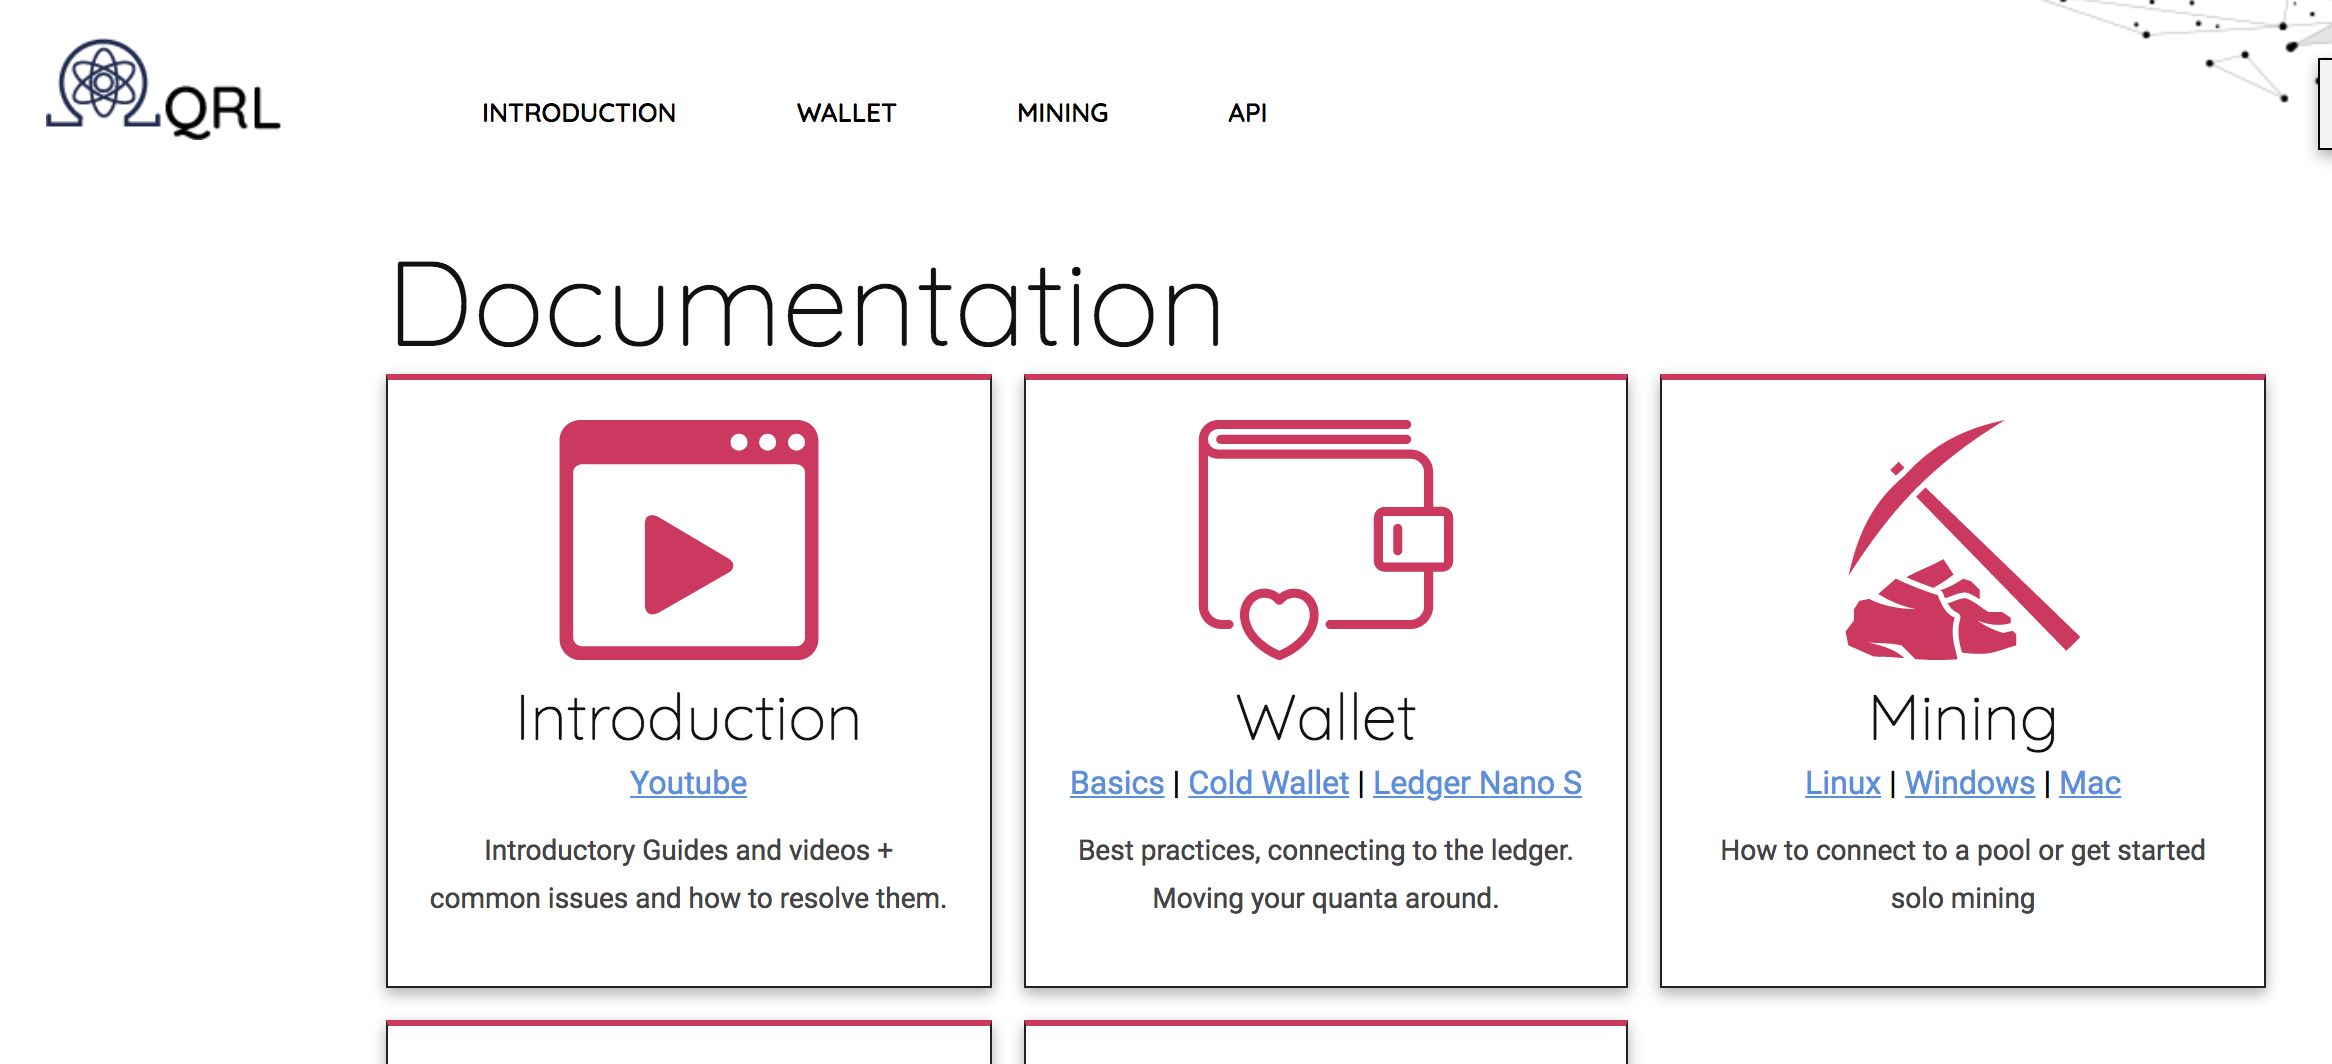 QRL
INTRODUCTION WALLET MINING API
Documentation
Introduction
Youtube
Introductory Guides and videos +
common issues and how to resolve them.
Wallet
Basics | Cold Wallet | Ledger Nano S
Best practices, connecting to the ledger.
Moving your quanta around.
Mining
Linux | Windows | Mac
How to connect to a pool or get started
solo mining